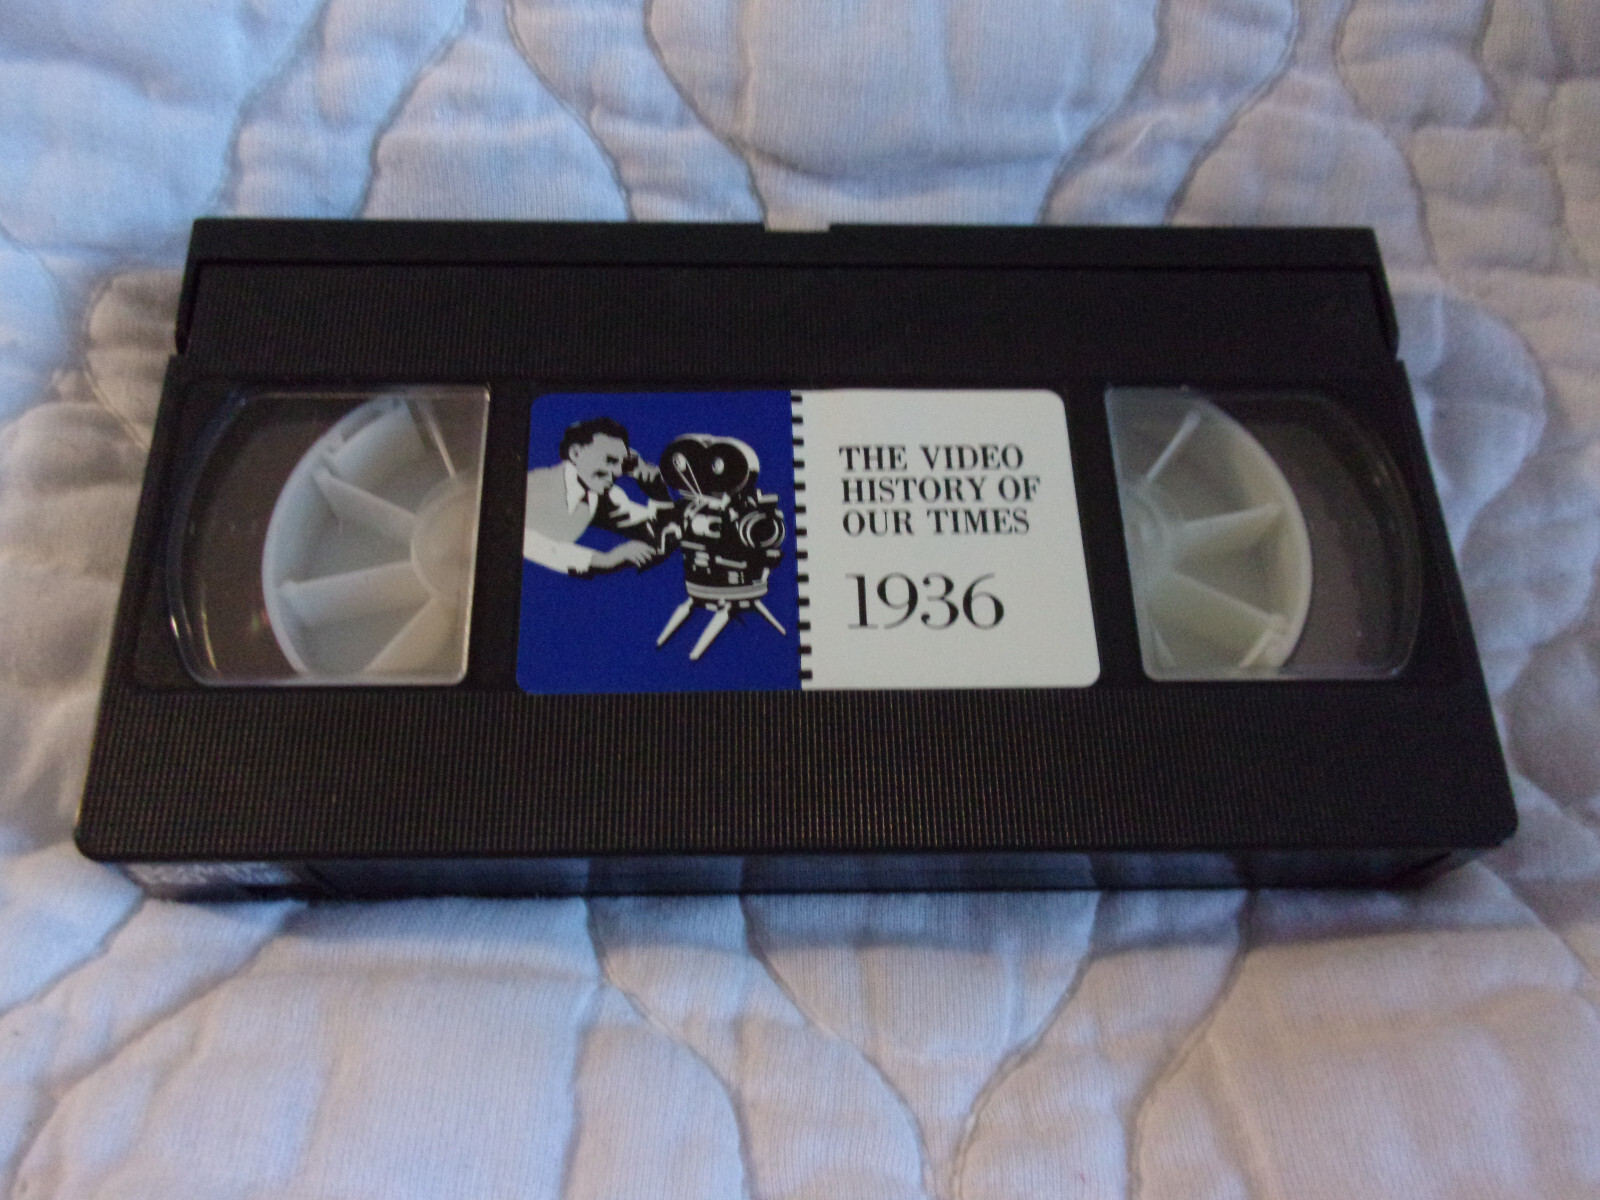 THE VIDEO
HISTORY OF
OUR TIMES
1936